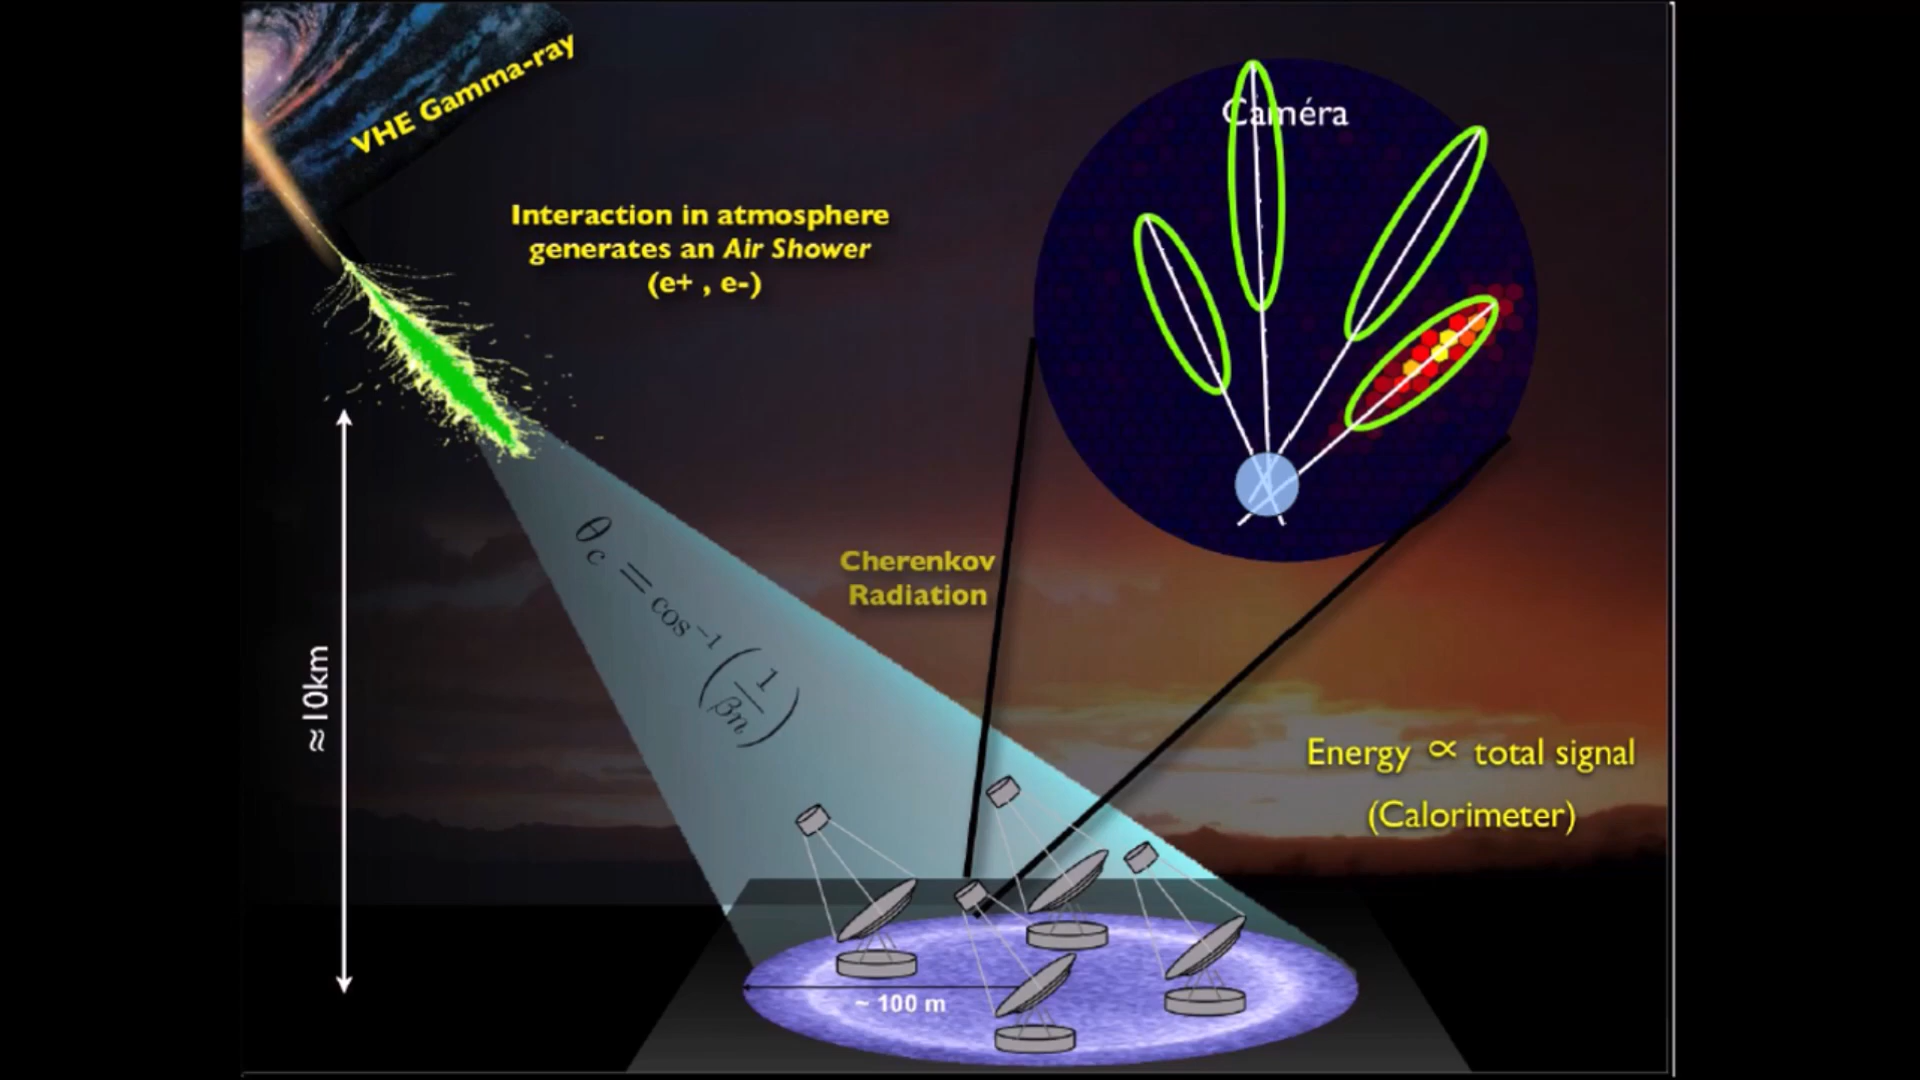 VHE Gamma-ray
Caméra
Interaction in atmosphere
generates an Air Shower
(e+ , e-)
θc = cos⁻¹ (1/βn)
Cherenkov
Radiation
≈ 10km
Energy ∝ total signal
(Calorimeter)
~ 100 m